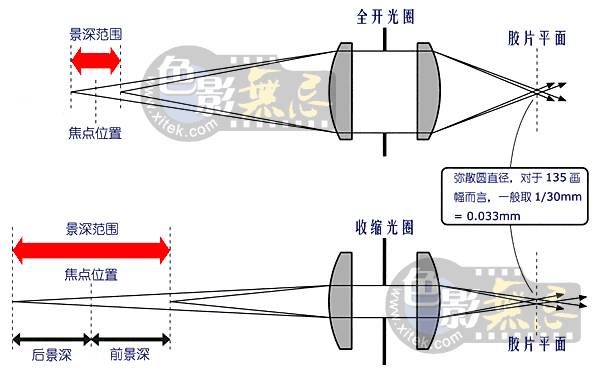 全开光圈
景深范围
胶片平面
色影無忌
www.xitek.com
焦点位置
弥散圆直径，对于 135 画
幅而言，一般取 1/30mm
= 0.033mm
收缩光圈
景深范围
焦点位置
色影無忌
www.xitek.com
后景深
前景深
胶片平面